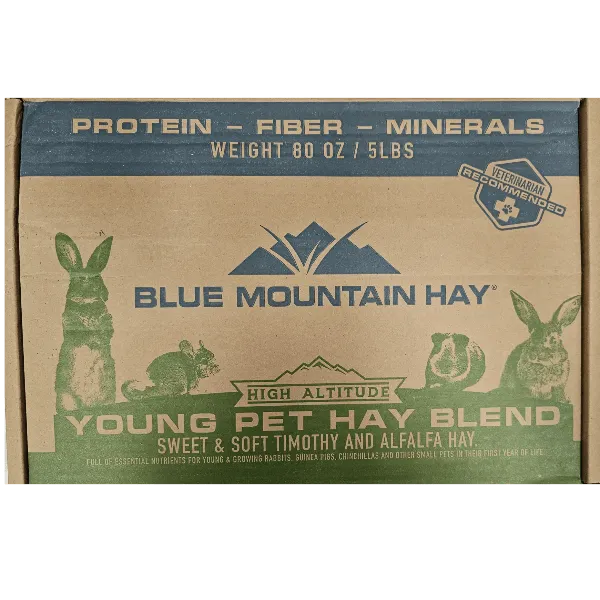 PROTEIN – FIBER – MINERALS
WEIGHT 80 OZ / 5LBS
VETERINARIAN
RECOMMENDED
BLUE MOUNTAIN HAY®
HIGH ALTITUDE
YOUNG PET HAY BLEND
SWEET & SOFT TIMOTHY AND ALFALFA HAY.
FULL OF ESSENTIAL NUTRIENTS FOR YOUNG & GROWING RABBITS, GUINEA PIGS, CHINCHILLAS AND OTHER SMALL PETS IN THEIR FIRST YEAR OF LIFE